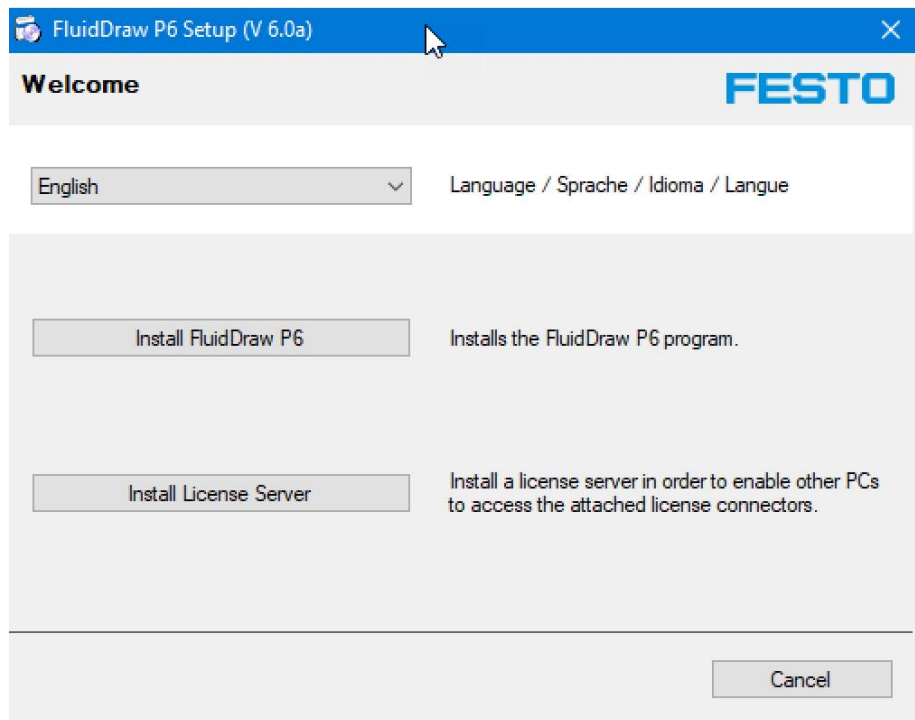 FluidDraw P6 Setup (V 6.0a)
Welcome
FESTO
English
Language / Sprache / Idioma / Langue
Install FluidDraw P6
Installs the FluidDraw P6 program.
Install License Server
Install a license server in order to enable other PCs
to access the attached license connectors.
Cancel